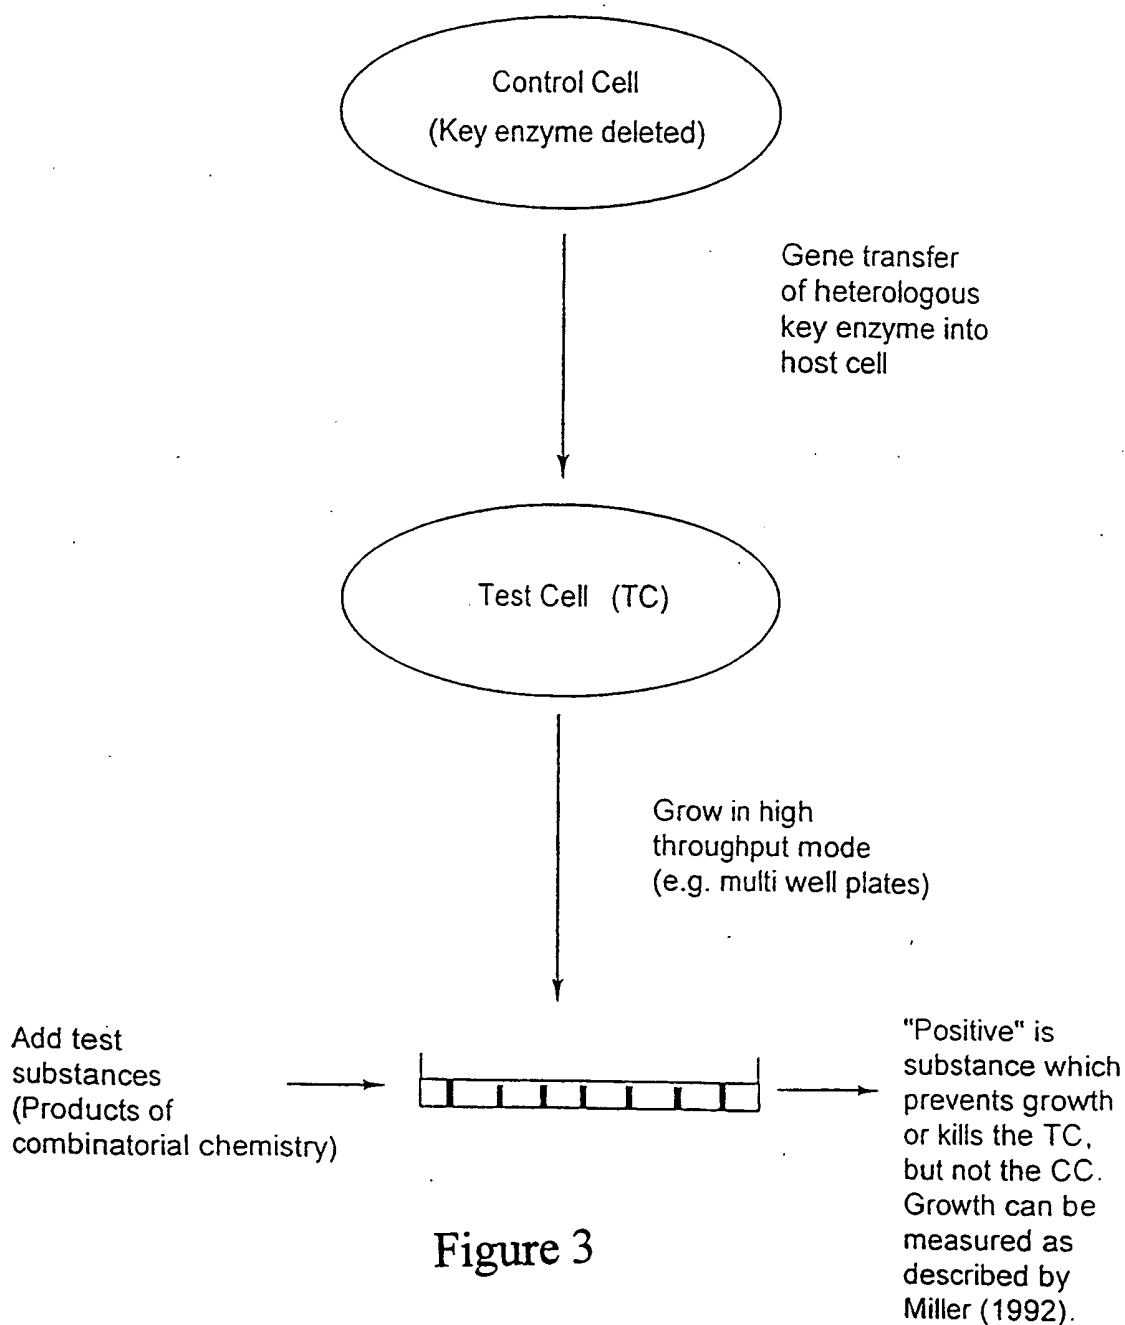 Control Cell
(Key enzyme deleted)
Gene transfer
of heterologous
key enzyme into
host cell
Test Cell (TC)
Grow in high
throughput mode
(e.g. multi well plates)
Add test
substances
(Products of
combinatorial chemistry)
"Positive" is
substance which
prevents growth
or kills the TC,
but not the CC.
Growth can be
measured as
described by
Miller (1992).
Figure 3